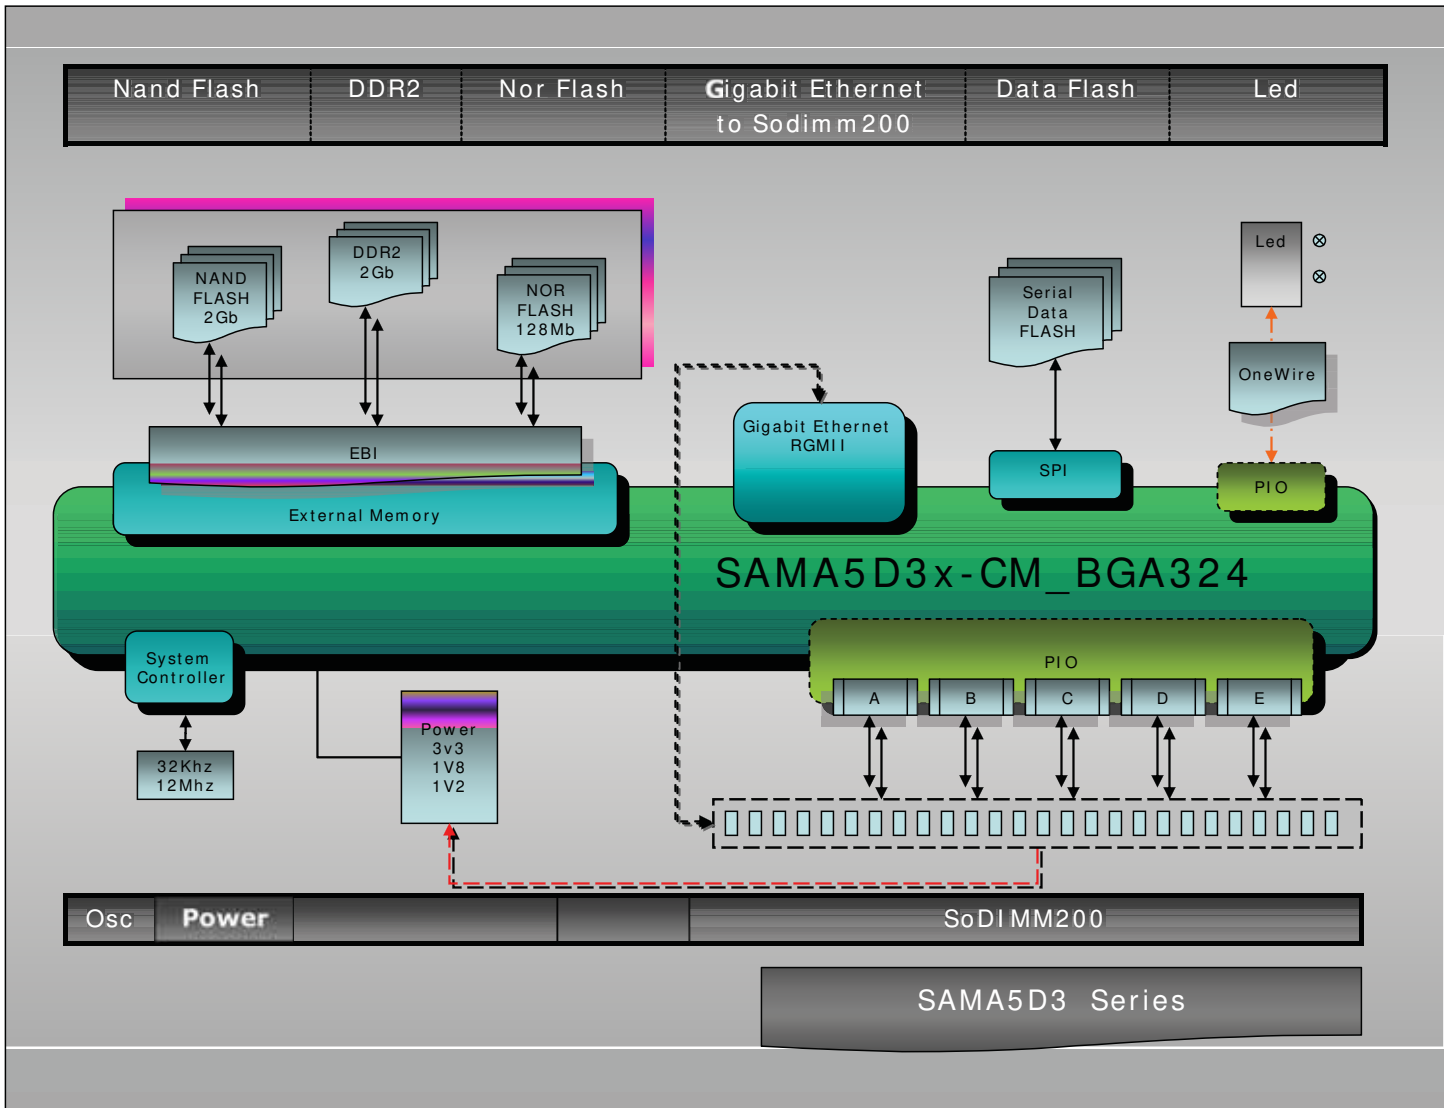 Nand Flash
DDR2
Nor Flash
Gigabit Ethernet
to Sodimm200
Data Flash
Led
NAND
FLASH
2Gb
DDR2
2Gb
NOR
FLASH
128Mb
Serial
Data
FLASH
Led
OneWire
EBI
External Memory
Gigabit Ethernet
RGMII
SPI
PIO
SAMA5D3x-CM_BGA324
System
Controller
PIO
A
B
C
D
E
32Khz
12Mhz
Power
3v3
1V8
1V2
Osc
Power
SoDIMM200
SAMA5D3 Series